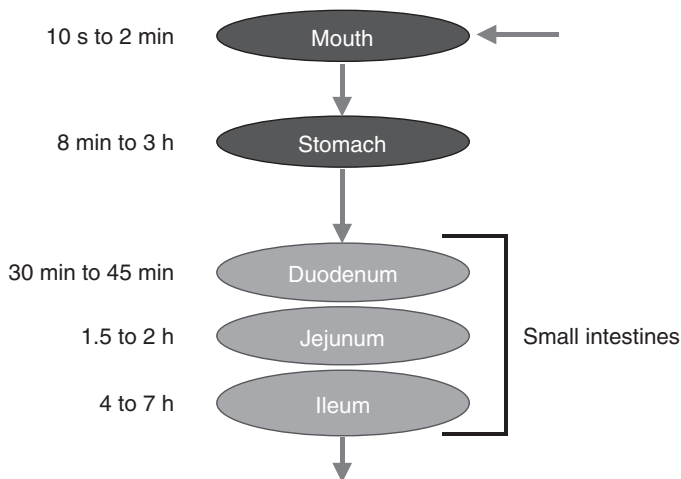 10 s to 2 min Mouth
8 min to 3 h Stomach
30 min to 45 min Duodenum
1.5 to 2 h Jejunum
Small intestines
4 to 7 h Ileum